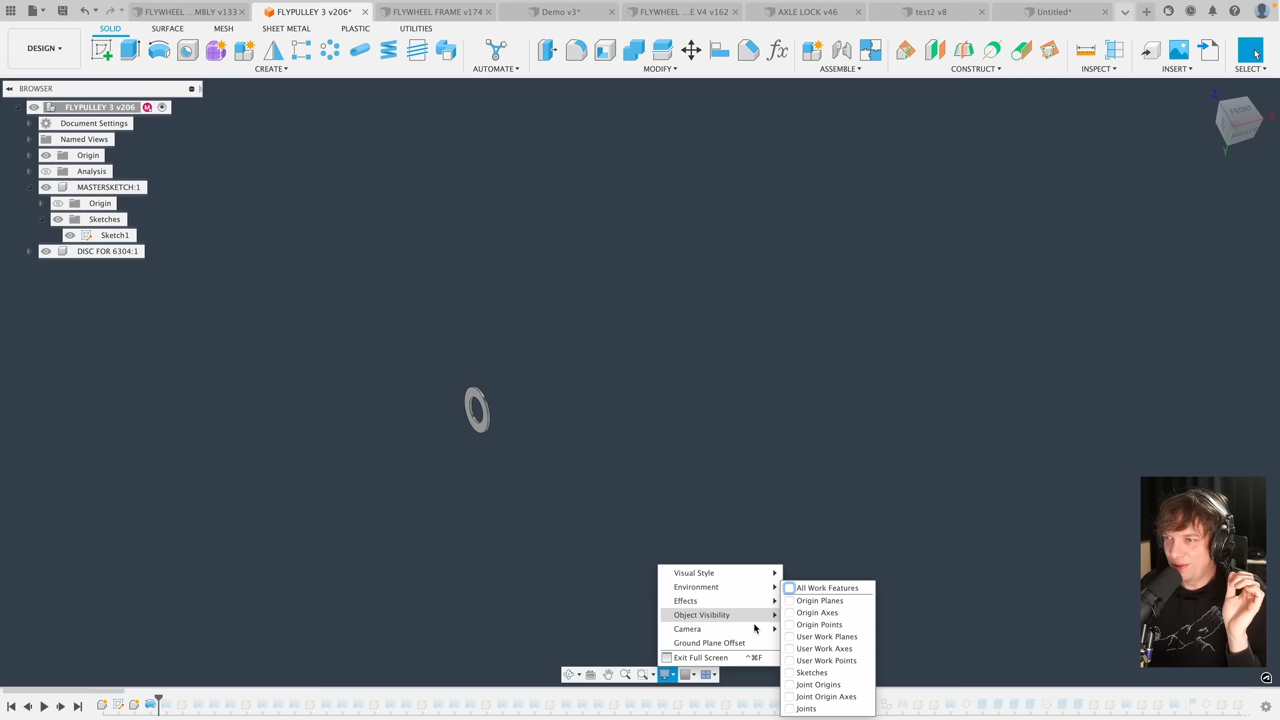 FLYWHEEL ...MBLY v133
FLYPULLEY 3 v206*
FLYWHEEL FRAME v174
Demo v3*
FLYWHEEL ...E V4 v162
AXLE LOCK v46
test2 v8
Untitled*
SOLID
SURFACE
MESH
SHEET METAL
PLASTIC
UTILITIES
DESIGN
CREATE
AUTOMATE
MODIFY
ASSEMBLE
CONSTRUCT
INSPECT
INSERT
SELECT
BROWSER
FLYPULLEY 3 v206
Document Settings
Named Views
Origin
Analysis
MASTERSKETCH:1
Origin
Sketches
Sketch1
DISC FOR 6304:1
Z
FRONT
Y
Visual Style
Environment
Effects
Object Visibility
Camera
Ground Plane Offset
Exit Full Screen ^⌘F
All Work Features
Origin Planes
Origin Axes
Origin Points
User Work Planes
User Work Axes
User Work Points
Sketches
Joint Origins
Joint Origin Axes
Joints